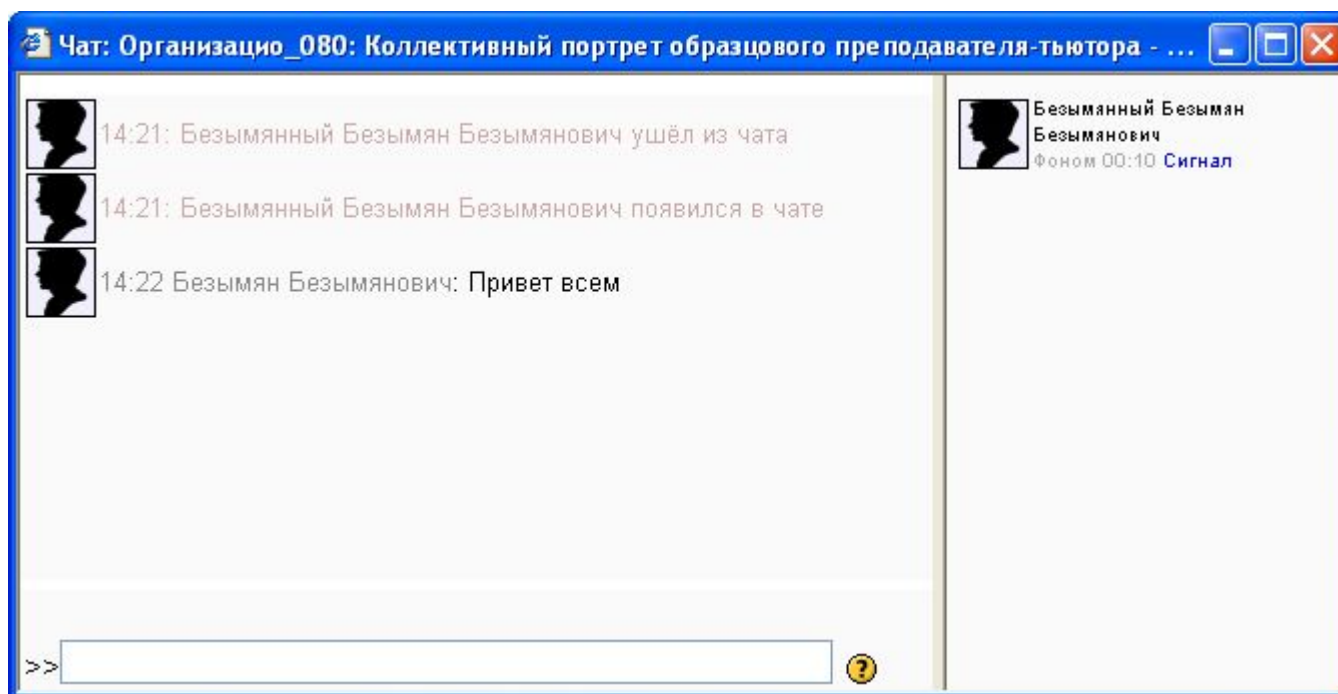 Чат: Организацио_080: Коллективный портрет образцового преподавателя-тьютора - ...
14:21: Безымянный Безымян Безымянович ушёл из чата
14:21: Безымянный Безымян Безымянович появился в чате
14:22 Безымян Безымянович: Привет всем
>>
?
Безымянный Безымян
Безыманович
Фоном 00:10 Сигнал